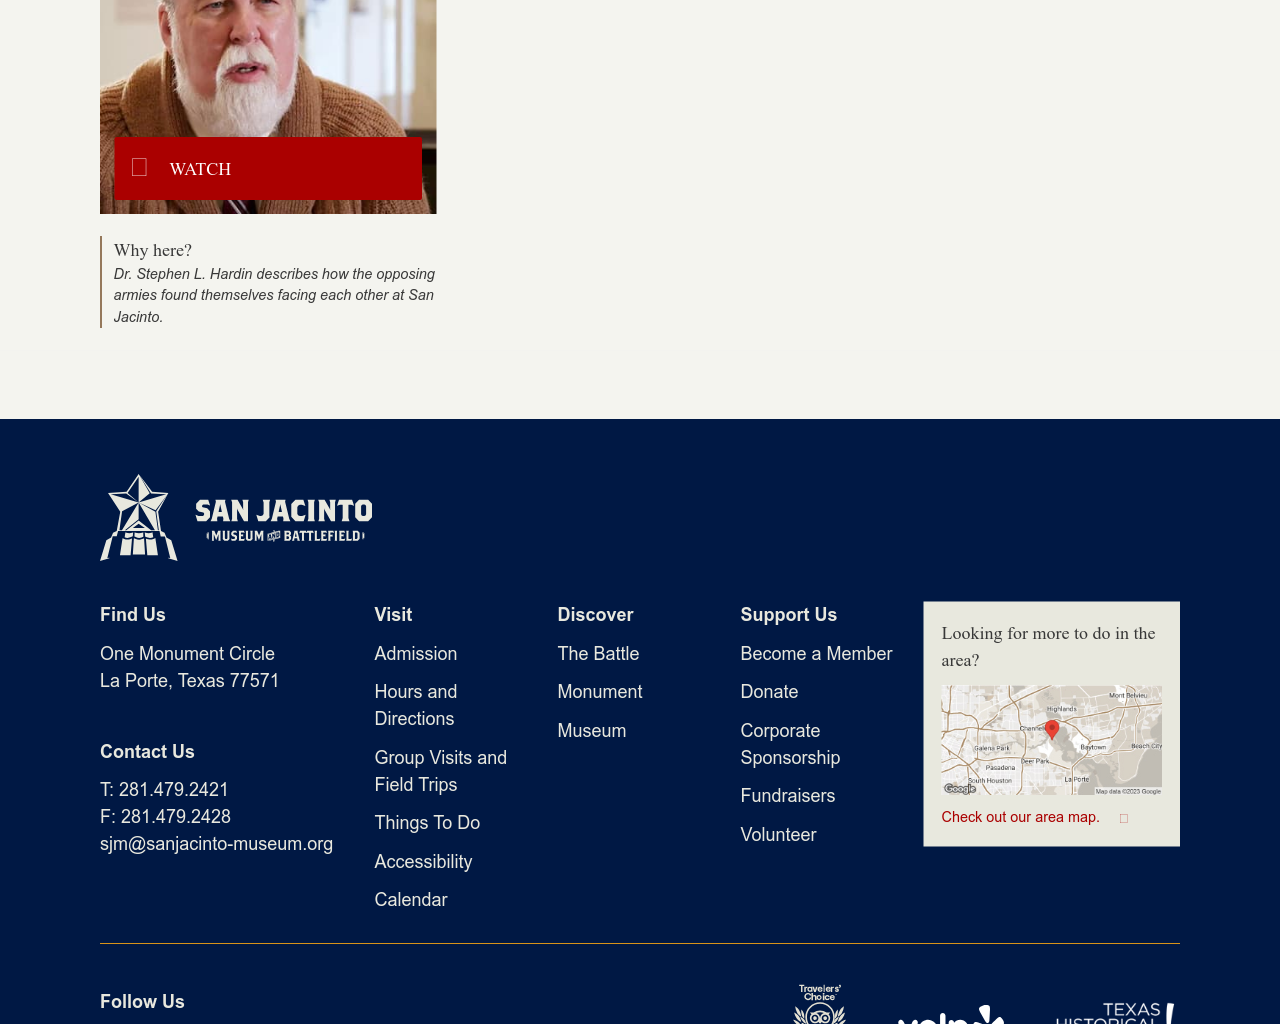 WATCH
Why here?
Dr. Stephen L. Hardin describes how the opposing
armies found themselves facing each other at San
Jacinto.
SAN JACINTO
MUSEUM AND BATTLEFIELD
Find Us
One Monument Circle
La Porte, Texas 77571
Contact Us
T: 281.479.2421
F: 281.479.2428
sjm@sanjacinto-museum.org
Visit
Admission
Hours and
Directions
Group Visits and
Field Trips
Things To Do
Accessibility
Calendar
Discover
The Battle
Monument
Museum
Support Us
Become a Member
Donate
Corporate
Sponsorship
Fundraisers
Volunteer
Looking for more to do in the
area?
Mont Belvieu
Highlands
Channelview
Galena Park
Baytown
Beach City
Deer Park
Pasadena
La Porte
South Houston
Google
Map data ©2023 Google
Check out our area map.
Follow Us
Travelers'
Choice
yelp
TEXAS
HISTORICAL